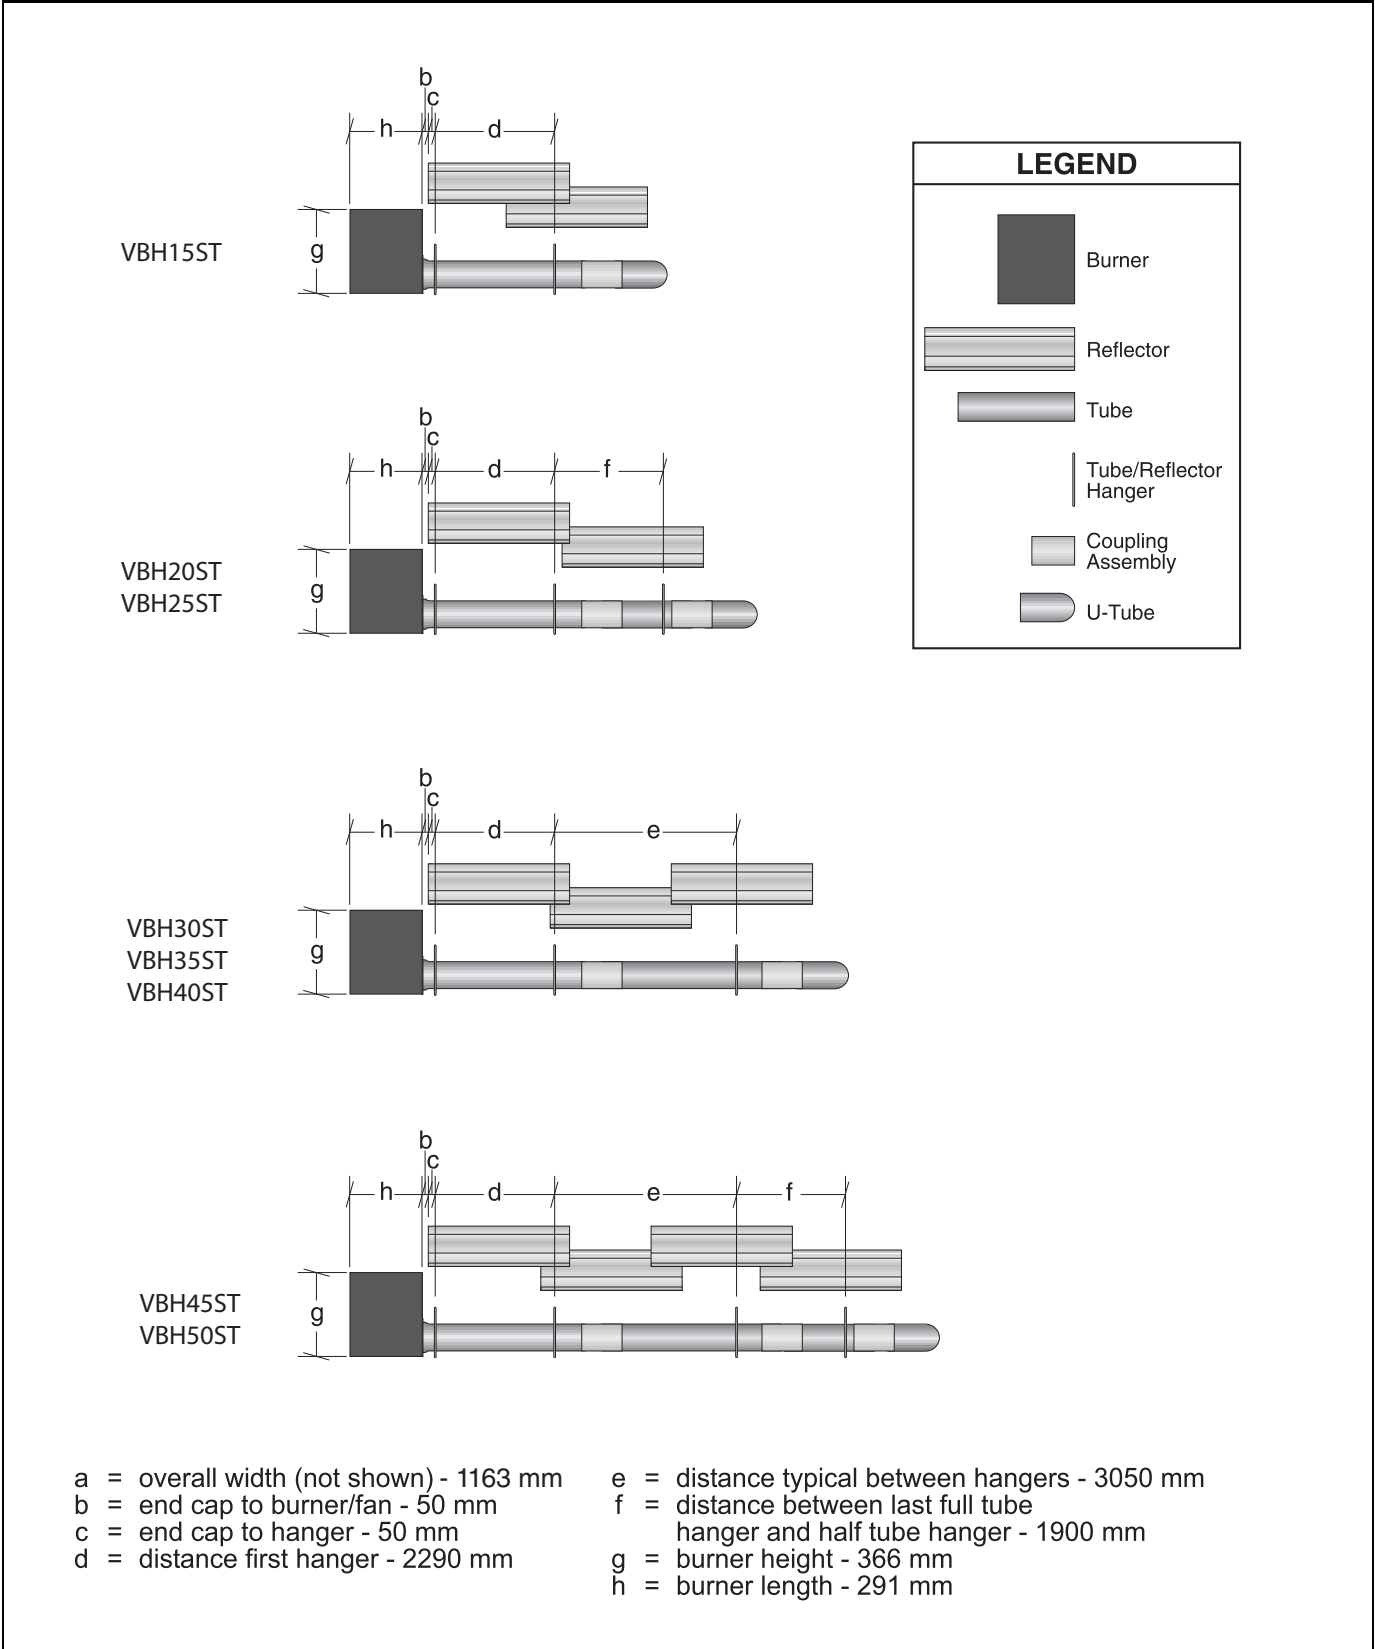 b
c
h
d
VBH15ST
g
LEGEND
Burner
Reflector
Tube
Tube/Reflector
Hanger
Coupling
Assembly
U-Tube
b
c
h
d
f
VBH20ST
VBH25ST
g
b
c
h
d
e
VBH30ST
VBH35ST
VBH40ST
g
b
c
h
d
e
f
VBH45ST
VBH50ST
g
a = overall width (not shown) - 1163 mm
b = end cap to burner/fan - 50 mm
c = end cap to hanger - 50 mm
d = distance first hanger - 2290 mm
e = distance typical between hangers - 3050 mm
f = distance between last full tube
hanger and half tube hanger - 1900 mm
g = burner height - 366 mm
h = burner length - 291 mm